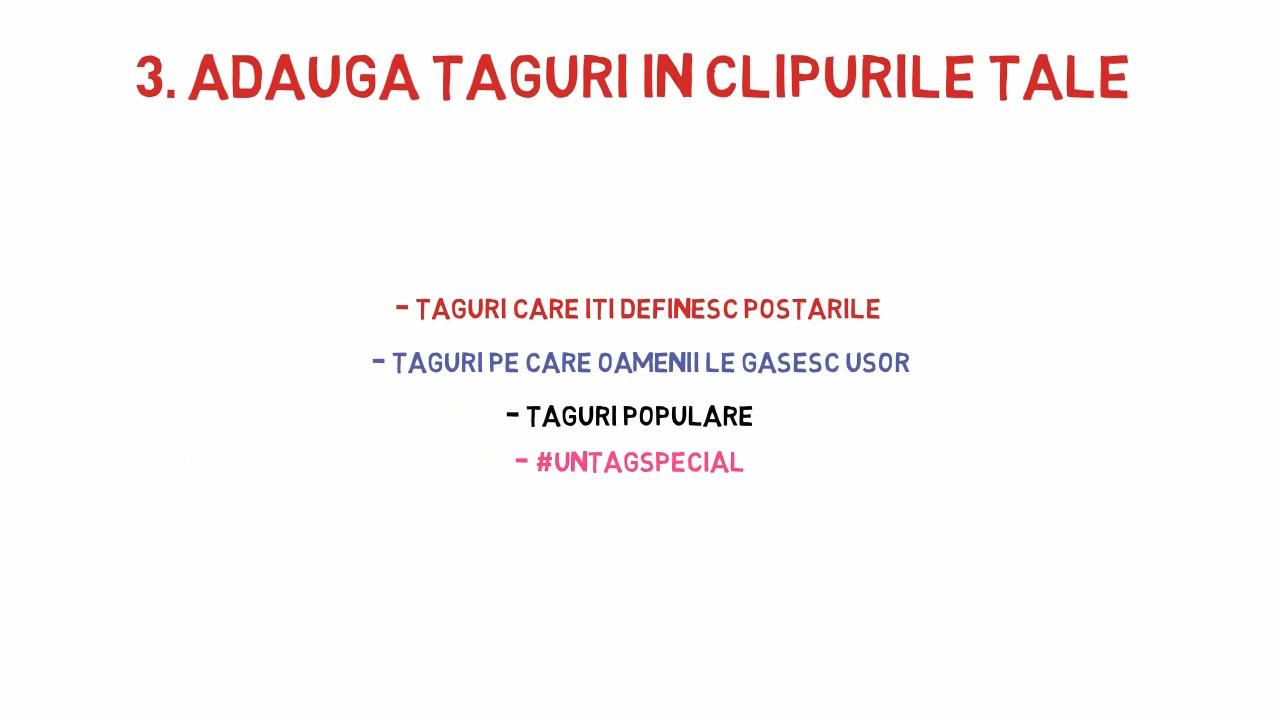 3. ADAUGA TAGURI IN CLIPURILE TALE
- TAGURI CARE ITI DEFINESC POSTARILE
- TAGURI PE CARE OAMENII LE GASESC USOR
- TAGURI POPULARE
- #UNTAGSPECIAL